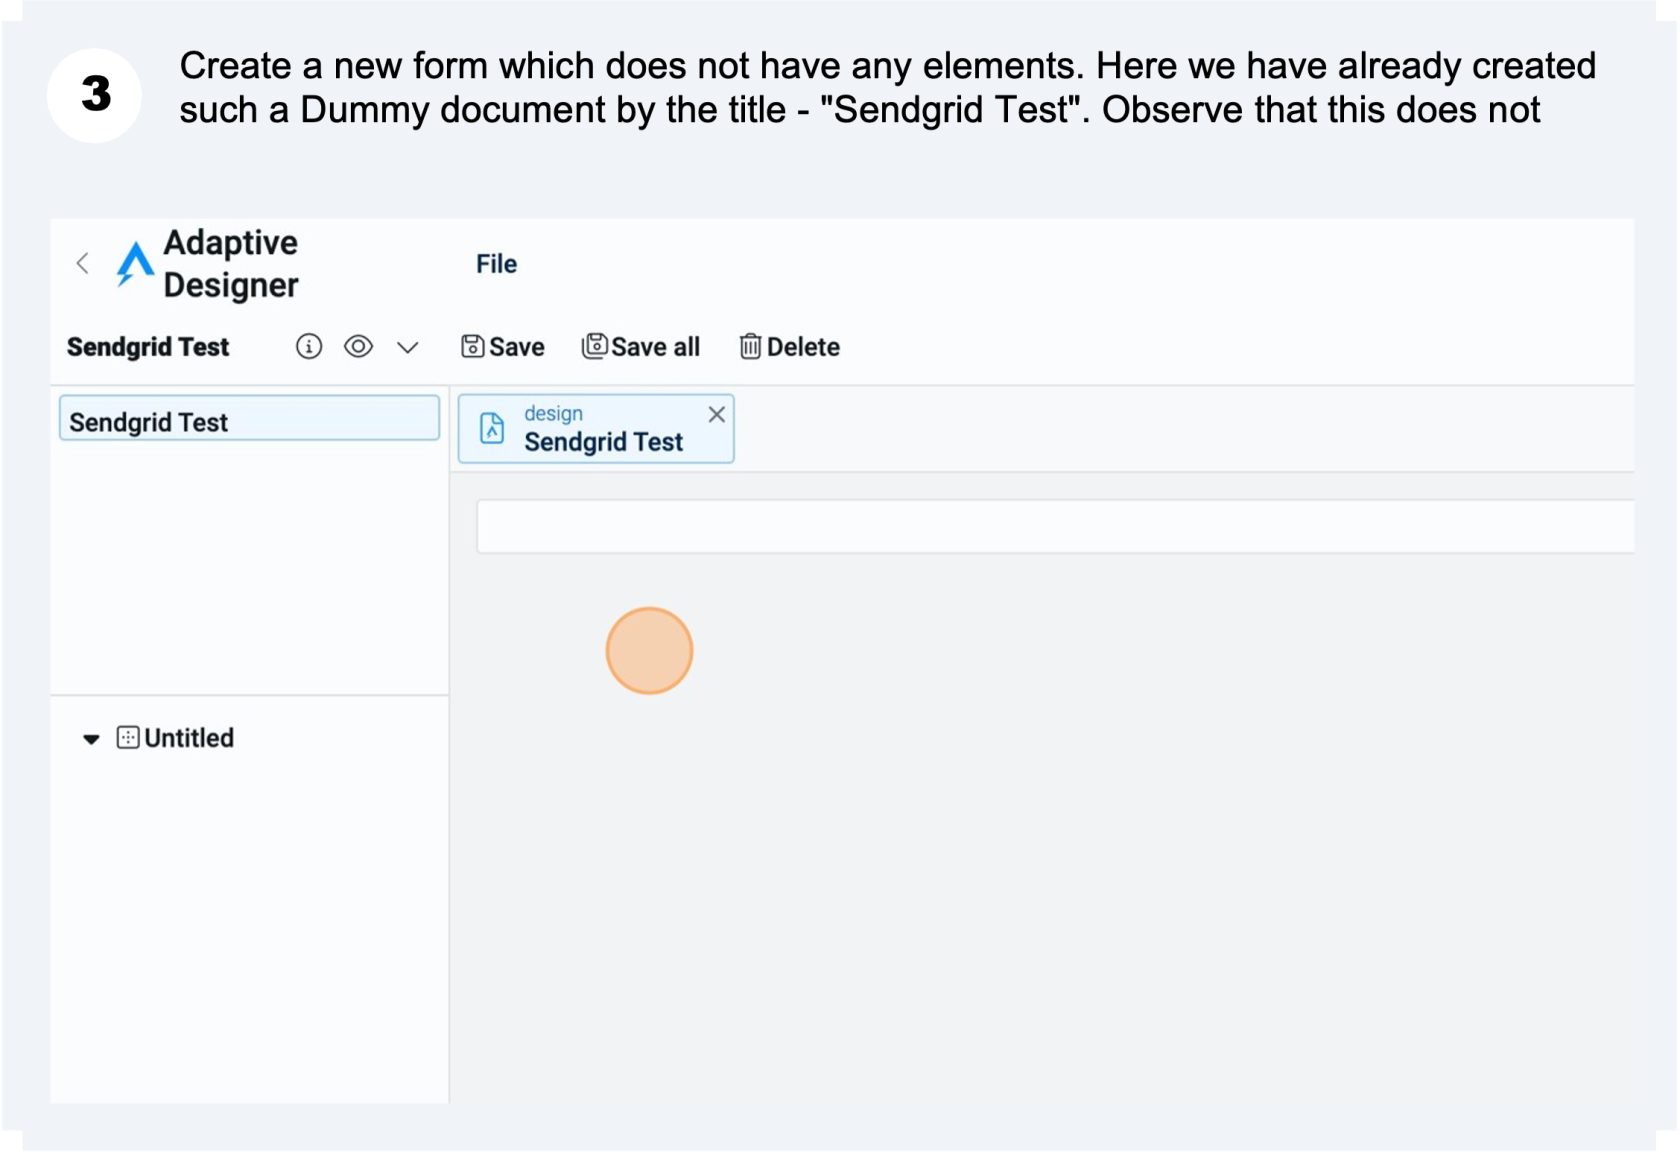 3
Create a new form which does not have any elements. Here we have already created
such a Dummy document by the title - "Sendgrid Test". Observe that this does not
Adaptive
Designer
File
Sendgrid Test
Save
Save all
Delete
Sendgrid Test
design
Sendgrid Test
Untitled